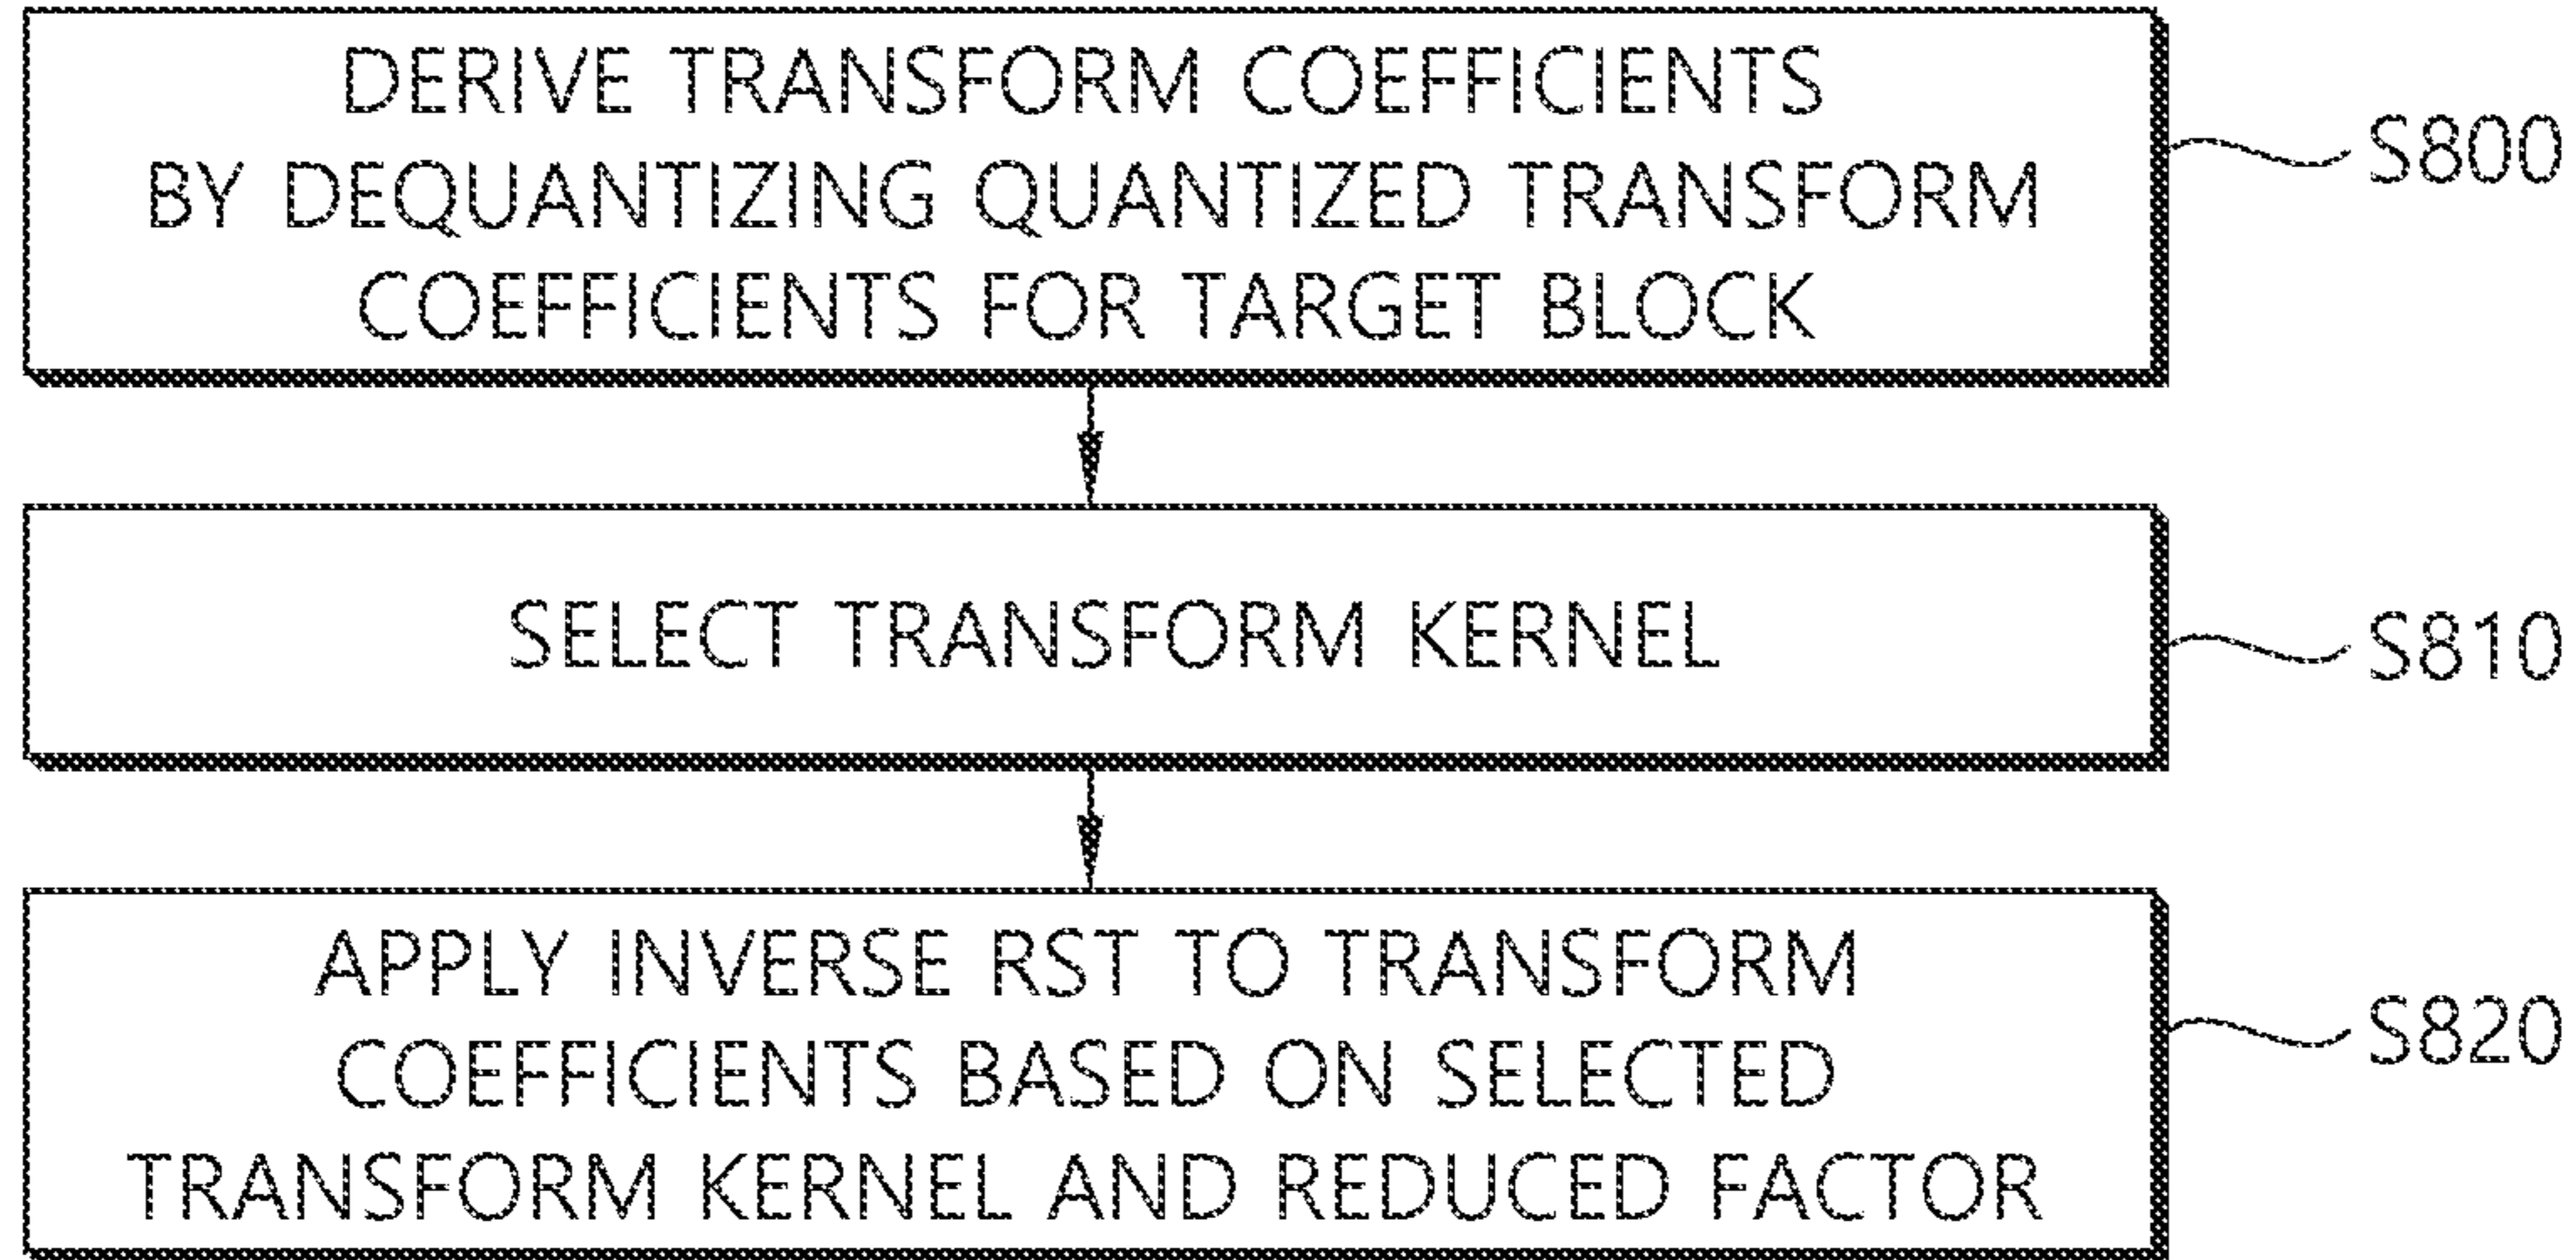 DERIVE TRANSFORM COEFFICIENTS
BY DEQUANTIZING QUANTIZED TRANSFORM
COEFFICIENTS FOR TARGET BLOCK
S800
SELECT TRANSFORM KERNEL
S810
APPLY INVERSE RST TO TRANSFORM
COEFFICIENTS BASED ON SELECTED
TRANSFORM KERNEL AND REDUCED FACTOR
S820